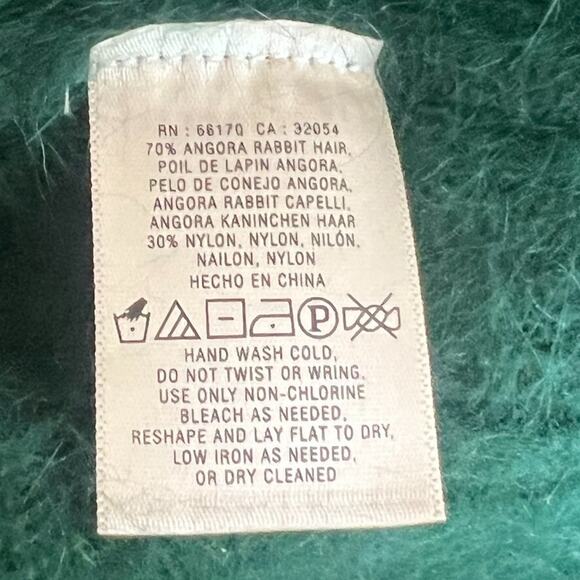 RN : 66170 CA : 32054
70% ANGORA RABBIT HAIR,
POIL DE LAPIN ANGORA,
PELO DE CONEJO ANGORA,
ANGORA RABBIT CAPELLI,
ANGORA KANINCHEN HAAR
30% NYLON, NYLON, NILÓN,
NAILON, NYLON
HECHO EN CHINA
P
HAND WASH COLD,
DO NOT TWIST OR WRING.
USE ONLY NON-CHLORINE
BLEACH AS NEEDED,
RESHAPE AND LAY FLAT TO DRY,
LOW IRON AS NEEDED,
OR DRY CLEANED